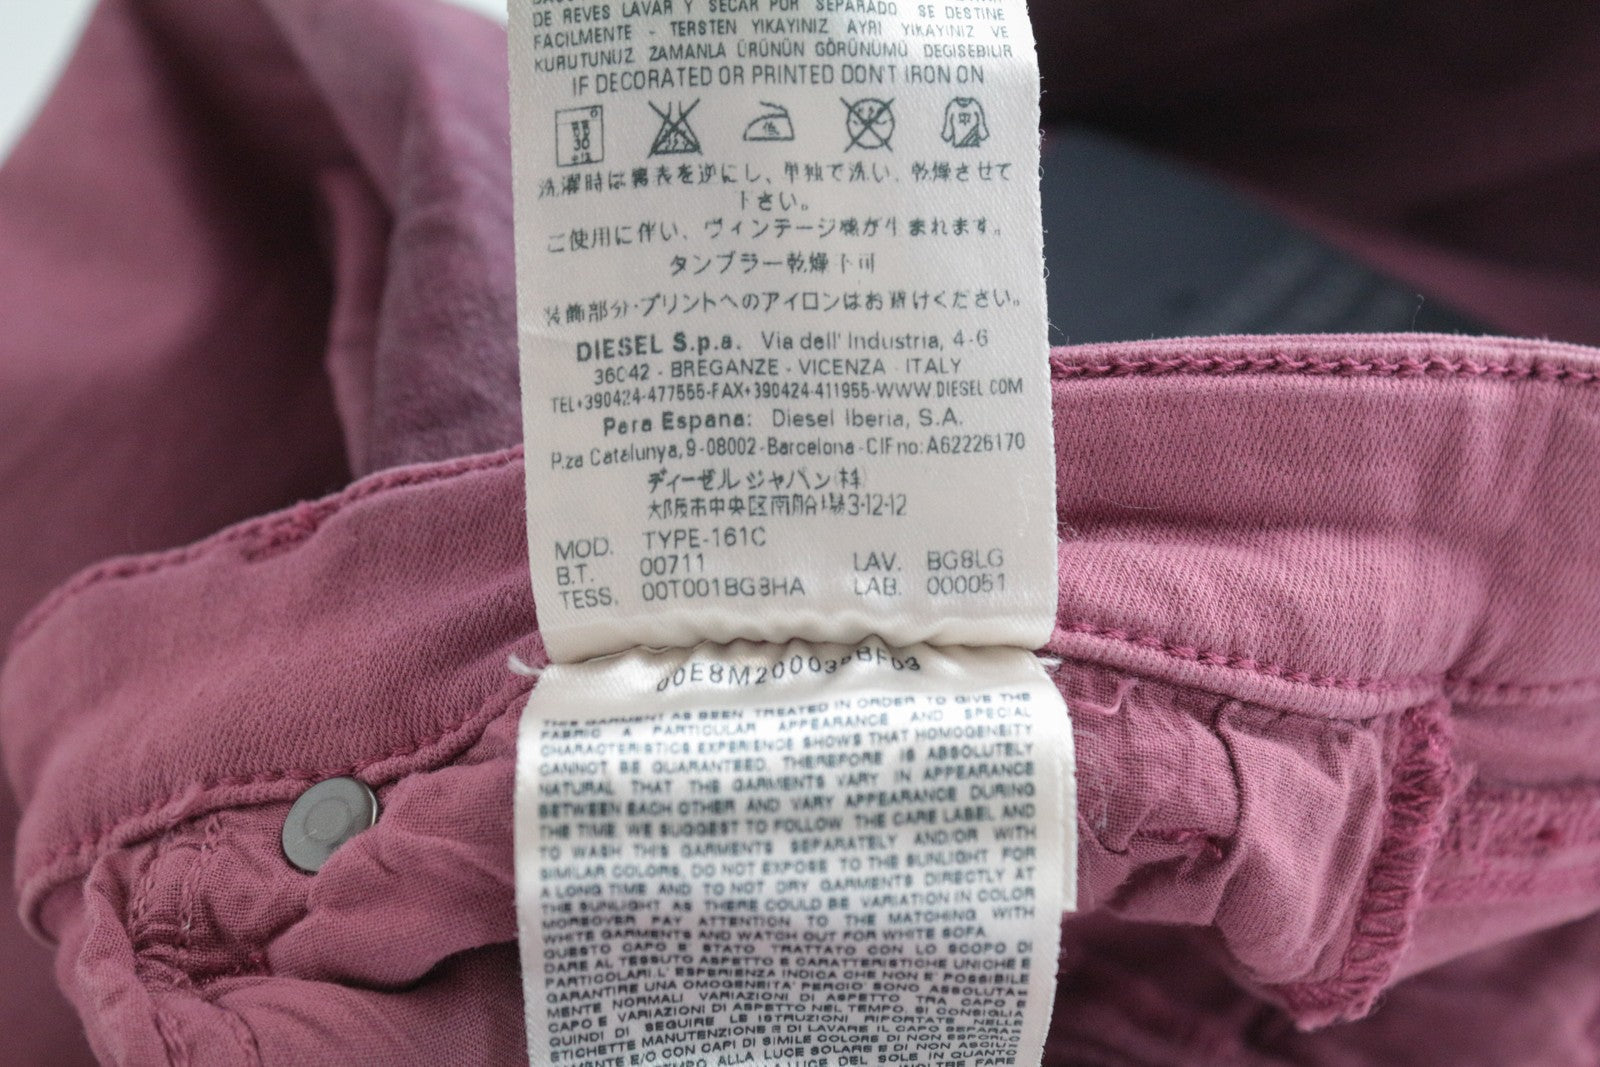 DE REVES LAVAR Y SECAR POR SEPARADO SE DESTINE
FACILMENTE - TERSTEN YIKAYINIZ AYRI YIKAYINIZ VE
KURUTUNUZ ZAMANLA ÜRÜNÜN GÖRÜNÜMÜ DEGISEBILIR
IF DECORATED OR PRINTED DON'T IRON ON
30
低
中
洗濯時は裏表を逆にし、単独で洗い、乾燥させて
下さい。
ご使用に伴い、ヴィンテージ感が生まれます。
タンブラー乾燥不可
装飾部分・プリントへのアイロンはお避けください。
DIESEL S.p.a. Via dell' Industria, 4-6
36042 - BREGANZE - VICENZA - ITALY
TEL+390424-477555-FAX+390424-411955-WWW.DIESEL.COM
Para Espana: Diesel Iberia, S.A.
P.za Catalunya, 9-08002-Barcelona-CIF no: A62226170
ディーゼル ジャパン(株)
大阪市中央区南船場3-12-12
MOD. TYPE-161C
B.T. 00711 LAV. BG8LG
TESS. 00T001BG8HA LAB. 000051
THIS GARMENT AS BEEN TREATED IN ORDER TO GIVE THE
FABRIC A PARTICULAR APPEARANCE AND SPECIAL
CHARACTERISTICS EXPERIENCE SHOWS THAT HOMOGENEITY
CANNOT BE GUARANTEED. THEREFORE IS ABSOLUTELY
NATURAL THAT THE GARMENTS VARY IN APPEARANCE
BETWEEN EACH OTHER AND VARY APPEARANCE DURING
THE TIME. WE SUGGEST TO FOLLOW THE CARE LABEL AND
TO WASH THIS GARMENTS SEPARATELY AND/OR WITH
SIMILAR COLORS. DO NOT EXPOSE TO THE SUNLIGHT FOR
A LONG TIME AND TO NOT DRY GARMENTS DIRECTLY AT
THE SUNLIGHT AS THERE COULD BE VARIATION IN COLOR
MOREOVER PAY ATTENTION TO THE MATCHING WITH
WHITE GARMENTS AND WATCH OUT FOR WHITE SOFA.
QUESTO CAPO E STATO TRATTATO CON LO SCOPO DI
DARE AL TESSUTO ASPETTO E CARATTERISTICHE UNICHE E
PARTICOLARI.L' ESPERIENZA INDICA CHE NON E' POSSIBILE
GARANTIRE UNA OMOGENEITA' PERCIO' SONO ASSOLUTA-
MENTE NORMALI VARIAZIONI DI ASPETTO TRA CAPO E
CAPO E VARIAZIONI DI ASPETTO NEL TEMPO. SI CONSIGLIA
QUINDI DI SEGUIRE LE ISTRUZIONI RIPORTATE NELLE
ETICHETTE MANUTENZIONE E DI LAVARE IL CAPO SEPARA-
MENTE E/O CON CAPI DI SIMILE COLORE DI NON
TEMPO ALLA LUCE SOLARE E DI NON
LUCE DEL SOLE IN QUANTO
INOLTRE FARE